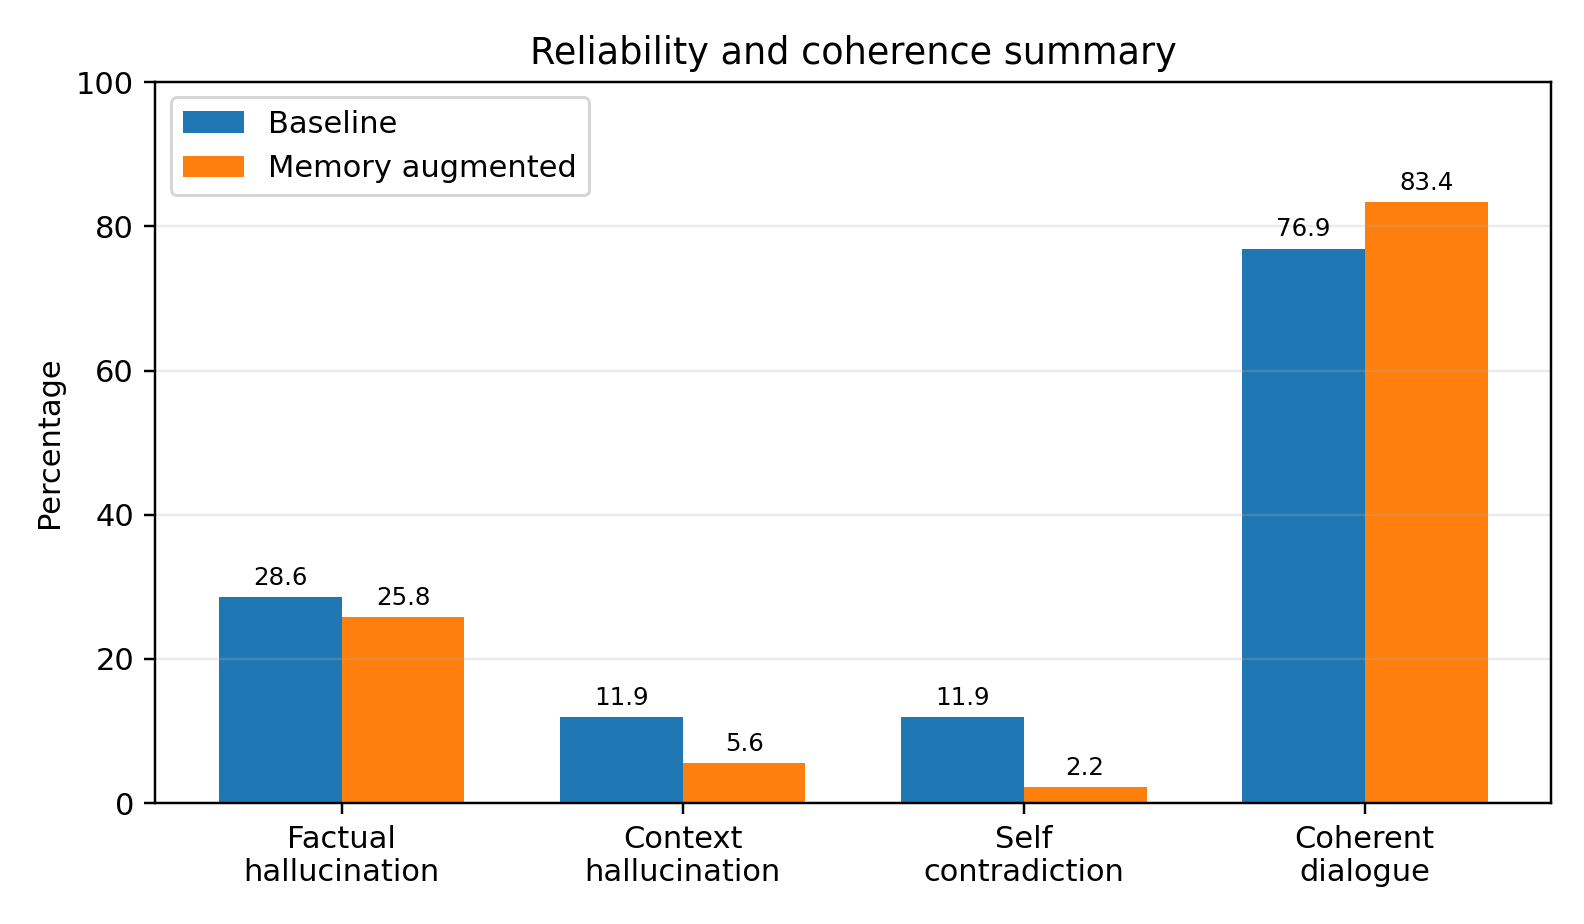 Reliability and coherence summary
100
80
60
40
20
0
Percentage
Baseline
Memory augmented
28.6
25.8
11.9
5.6
11.9
2.2
76.9
83.4
Factual
hallucination
Context
hallucination
Self
contradiction
Coherent
dialogue